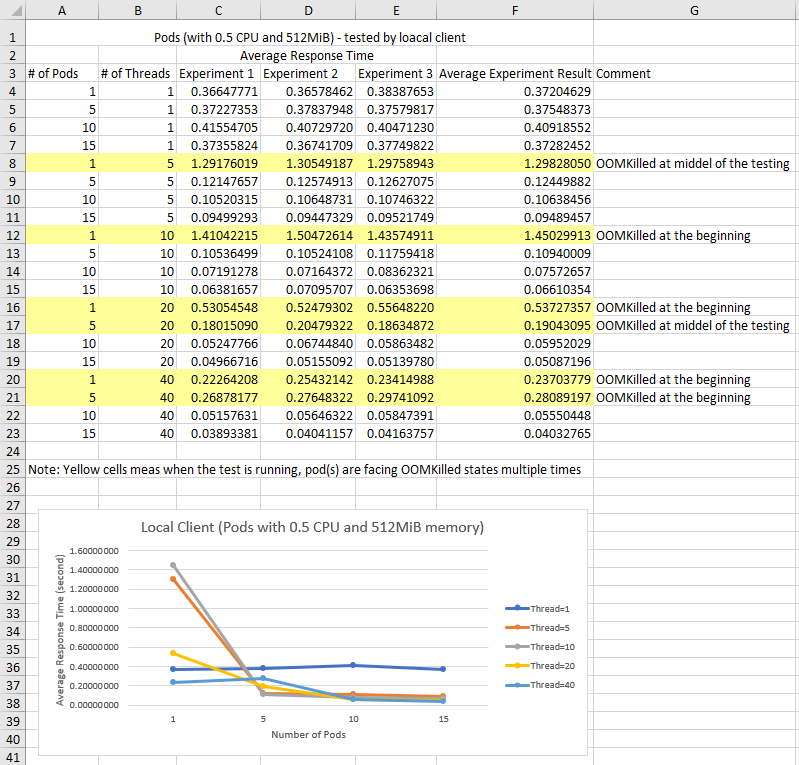 A B C D E F G
1 Pods (with 0.5 CPU and 512MiB) - tested by loacal client
2 Average Response Time
3 # of Pods # of Threads Experiment 1 Experiment 2 Experiment 3 Average Experiment Result Comment
4 1 1 0.36647771 0.36578462 0.38387653 0.37204629
5 5 1 0.37227353 0.37837948 0.37579817 0.37548373
6 10 1 0.41554705 0.40729720 0.40471230 0.40918552
7 15 1 0.37355824 0.36741709 0.37749822 0.37282452
8 1 5 1.29176019 1.30549187 1.29758943 1.29828050 OOMKilled at middel of the testing
9 5 5 0.12147657 0.12574913 0.12627075 0.12449882
10 10 5 0.10520315 0.10648731 0.10746322 0.10638456
11 15 5 0.09499293 0.09447329 0.09521749 0.09489457
12 1 10 1.41042215 1.50472614 1.43574911 1.45029913 OOMKilled at the beginning
13 5 10 0.10536499 0.10524108 0.11759418 0.10940009
14 10 10 0.07191278 0.07164372 0.08362321 0.07572657
15 15 10 0.06381657 0.07095707 0.06353698 0.06610354
16 1 20 0.53054548 0.52479302 0.55648220 0.53727357 OOMKilled at the beginning
17 5 20 0.18015090 0.20479322 0.18634872 0.19043095 OOMKilled at middel of the testing
18 10 20 0.05247766 0.06744840 0.05863482 0.05952029
19 15 20 0.04966716 0.05155092 0.05139780 0.05087196
20 1 40 0.22264208 0.25432142 0.23414988 0.23703779 OOMKilled at the beginning
21 5 40 0.26878177 0.27648322 0.29741092 0.28089197 OOMKilled at the beginning
22 10 40 0.05157631 0.05646322 0.05847391 0.05550448
23 15 40 0.03893381 0.04041157 0.04163757 0.04032765
24
25 Note: Yellow cells meas when the test is running, pod(s) are facing OOMKilled states multiple times
26
27
28
29
30
31
32
33
34
35
36
37
38
39
40
41
Local Client (Pods with 0.5 CPU and 512MiB memory)
Average Response Time (second)
1.60000000
1.40000000
1.20000000
1.00000000
0.80000000
0.60000000
0.40000000
0.20000000
0.00000000
1 5 10 15
Number of Pods
Thread=1
Thread=5
Thread=10
Thread=20
Thread=40